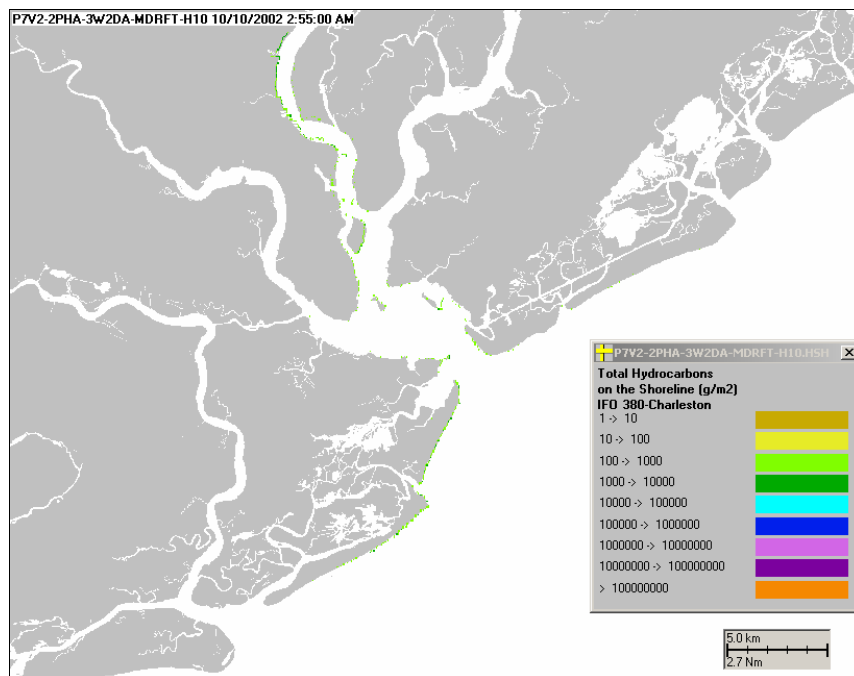 P7V2-2PHA-3W2DA-MDRFT-H10 10/10/2002 2:55:00 AM
P7V2-2PHA-3W2DA-MDRFT-H10.HSH
Total Hydrocarbons
on the Shoreline (g/m2)
IFO 380-Charleston
1 -> 10
10 -> 100
100 -> 1000
1000 -> 10000
10000 -> 100000
100000 -> 1000000
1000000 -> 10000000
10000000 -> 100000000
> 100000000
5.0 km
2.7 Nm